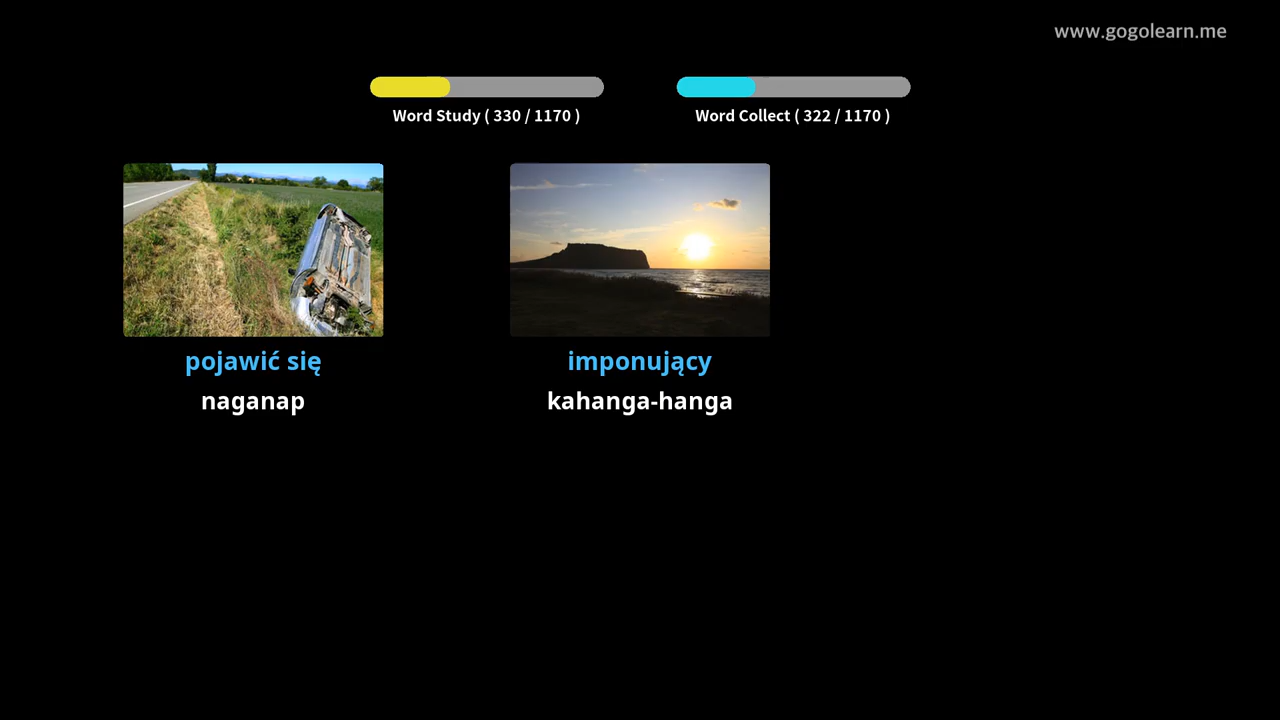 www.gogolearn.me
Word Study ( 330 / 1170 )
Word Collect ( 322 / 1170 )
pojawić się
naganap
imponujący
kahanga-hanga